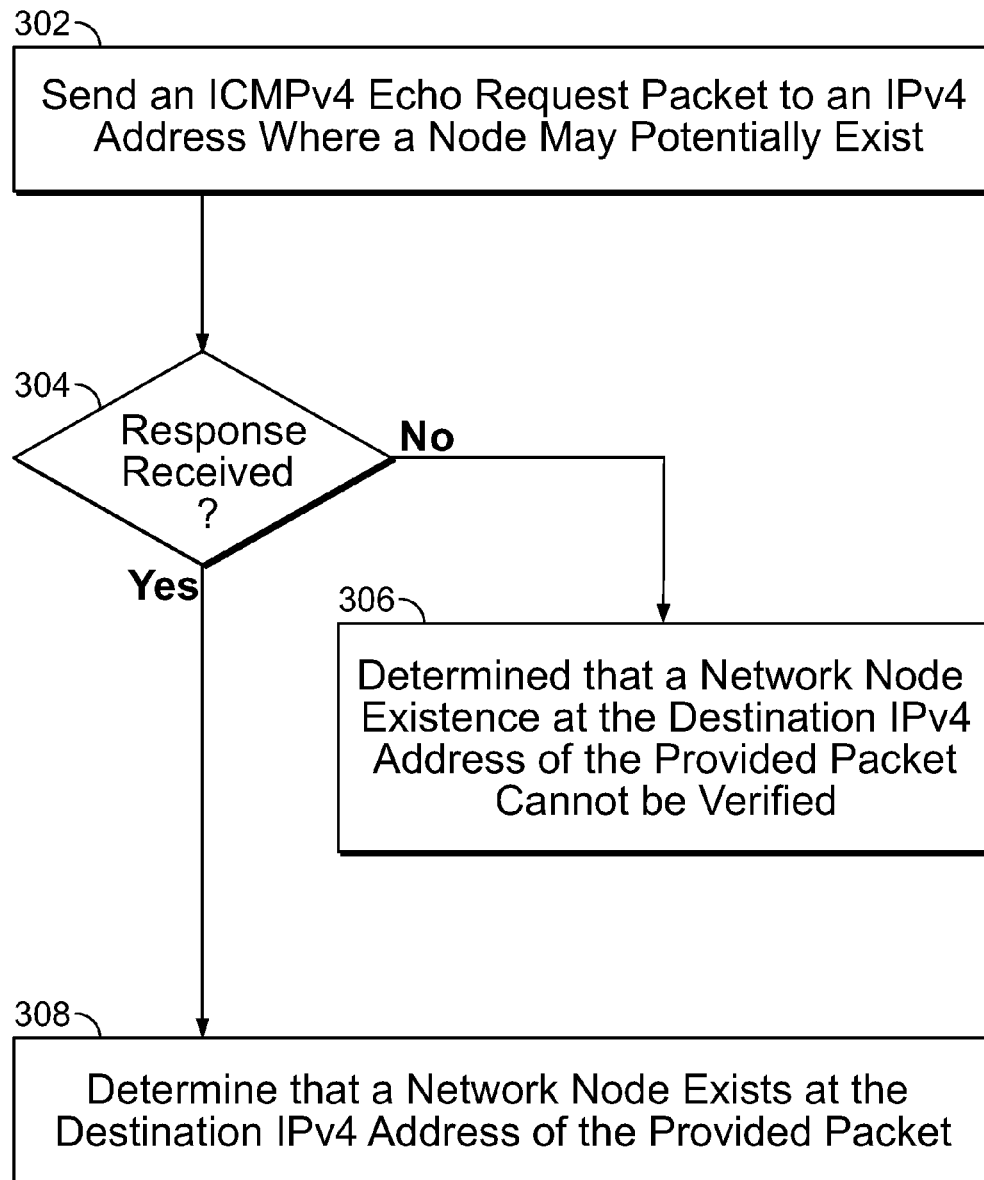 302
Send an ICMPv4 Echo Request Packet to an IPv4
Address Where a Node May Potentially Exist
304
Response
Received
?
No
Yes
306
Determined that a Network Node
Existence at the Destination IPv4
Address of the Provided Packet
Cannot be Verified
308
Determine that a Network Node Exists at the
Destination IPv4 Address of the Provided Packet